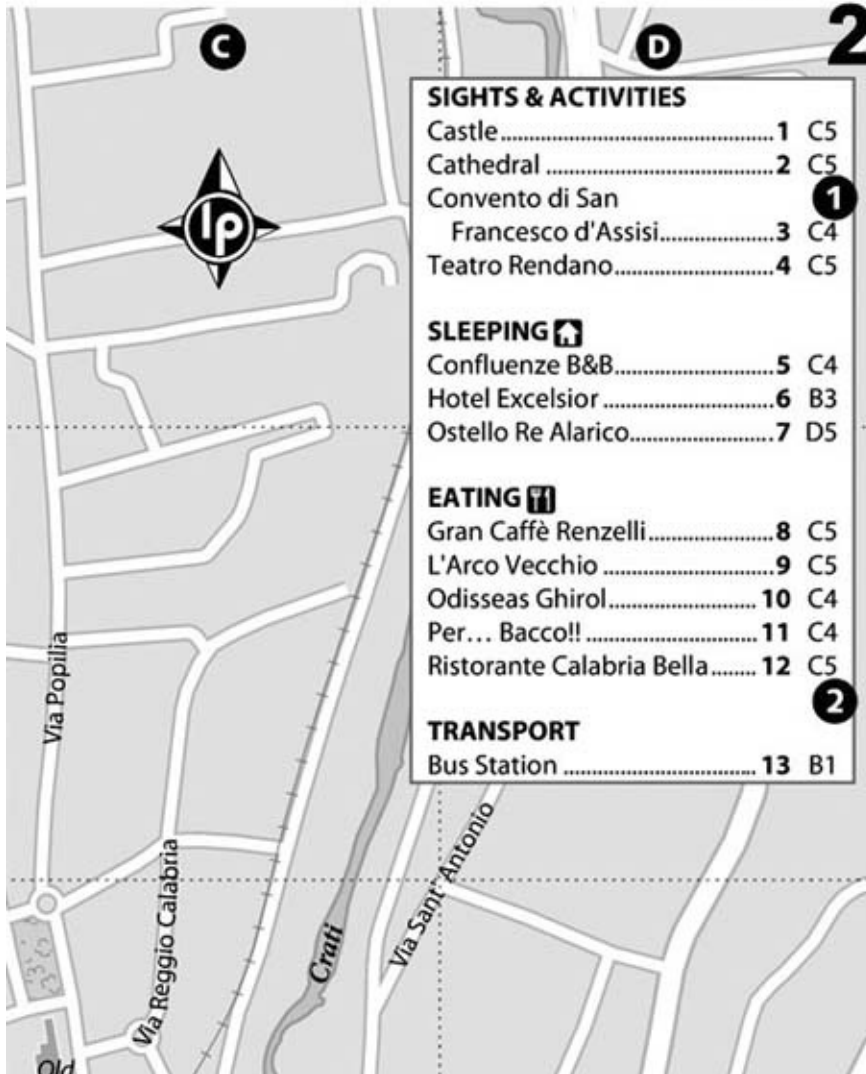 C
D
2
SIGHTS & ACTIVITIES
Castle 1 C5
Cathedral 2 C5
1
Convento di San
Francesco d'Assisi 3 C4
Teatro Rendano 4 C5
SLEEPING
Confluenze B&B 5 C4
Hotel Excelsior 6 B3
Ostello Re Alarico 7 D5
EATING
Gran Caffè Renzelli 8 C5
L'Arco Vecchio 9 C5
Odisseas Ghirol 10 C4
Per... Bacco!! 11 C4
Ristorante Calabria Bella 12 C5
2
TRANSPORT
Bus Station 13 B1
lp
Via Popilia
Via Reggio Calabria
Crati
Via Sant' Antonio
Old